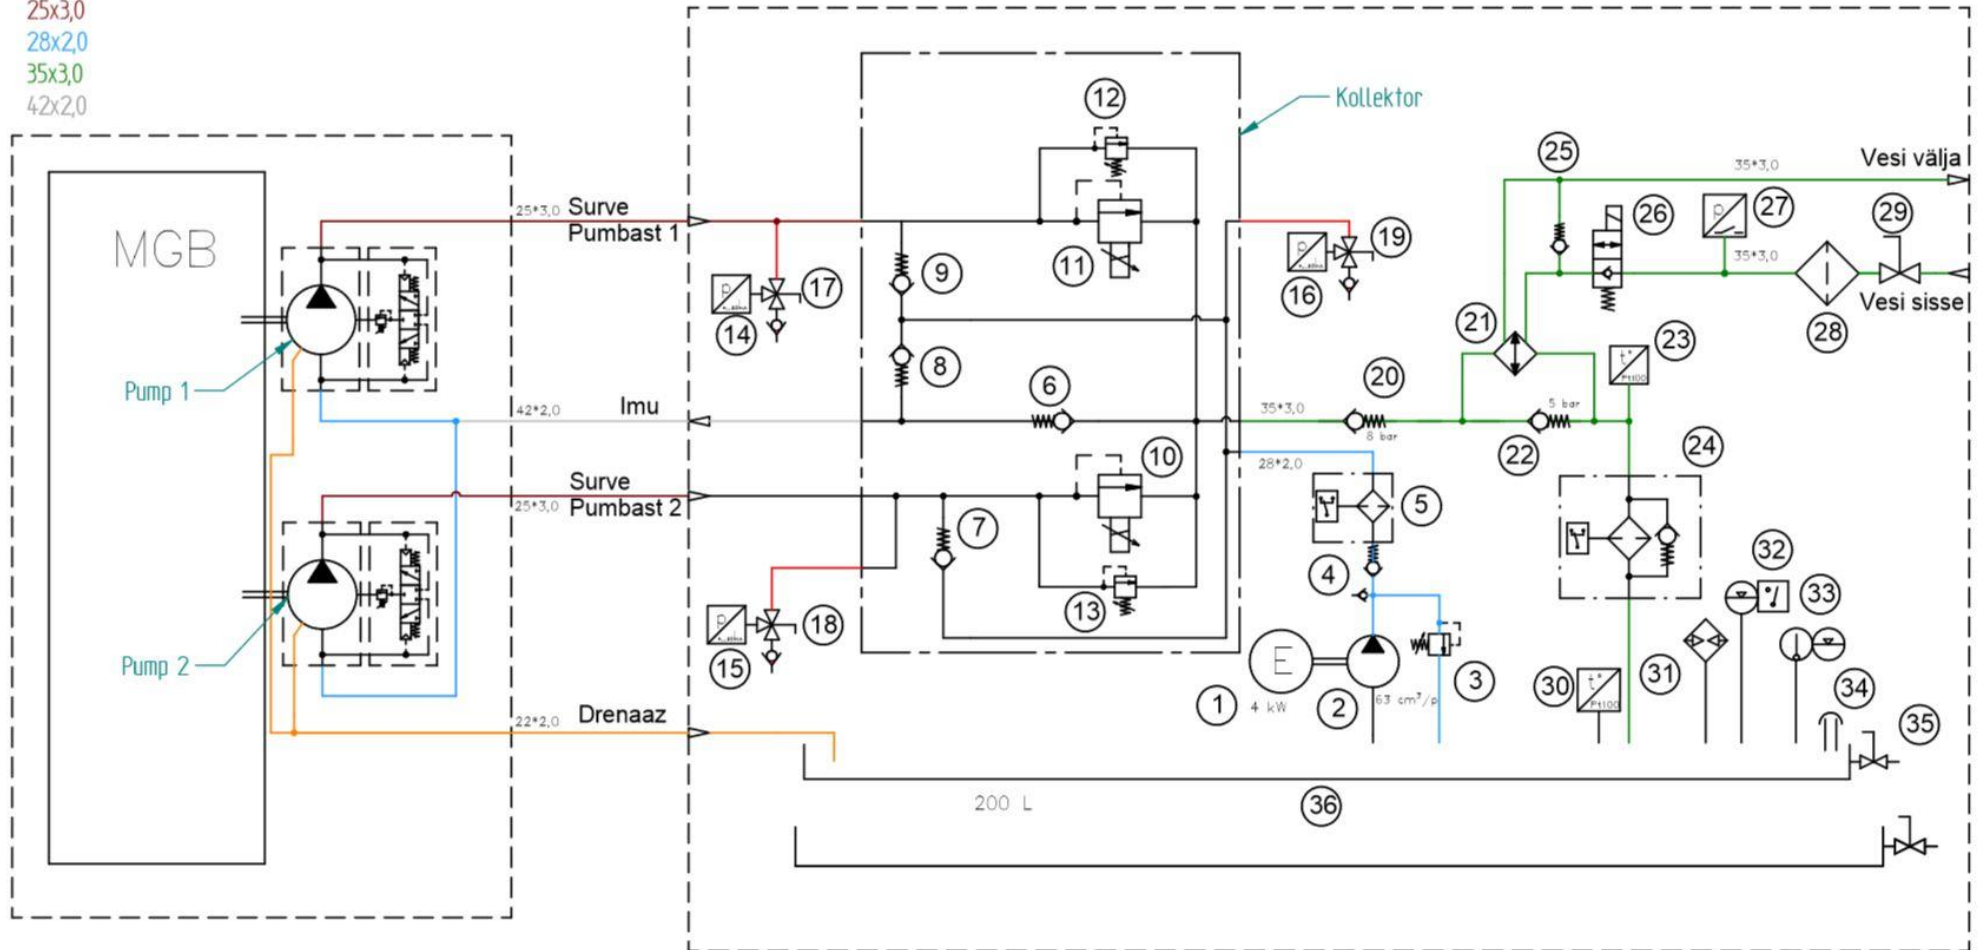 25x3,0
28x2,0
35x3,0
42x2,0
MGB
Pump 1
Pump 2
25*3,0
Surve
Pumbast 1
42*2,0
Imu
Surve
25*3,0
Pumbast 2
22*2,0
Drenaaz
Kollektor
12
11
9
8
6
10
7
13
p
14
17
p
15
18
p
16
19
35*3,0
20
8 bar
28*2,0
5
4
E
1
4 kW
2
63 cm³/p
3
25
35*3,0
Vesi välja
26
p
27
29
35*3,0
Vesi sisse
28
21
t°
Pt100
23
5 bar
22
24
32
33
t°
Pt100
30
31
34
35
200 L
36